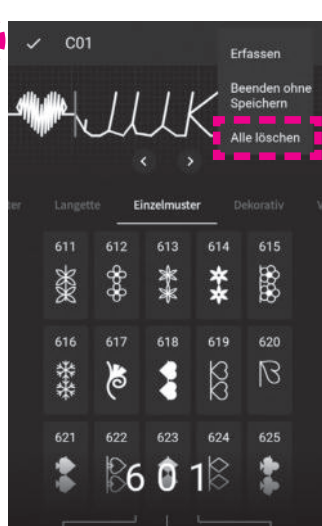 C01
Erfassen
Beenden ohne
Speichern
Alle löschen
Langette Einzelmuster Dekorativ
611 612 613 614 615
616 617 618 619 620
621 622 623 624 625
601